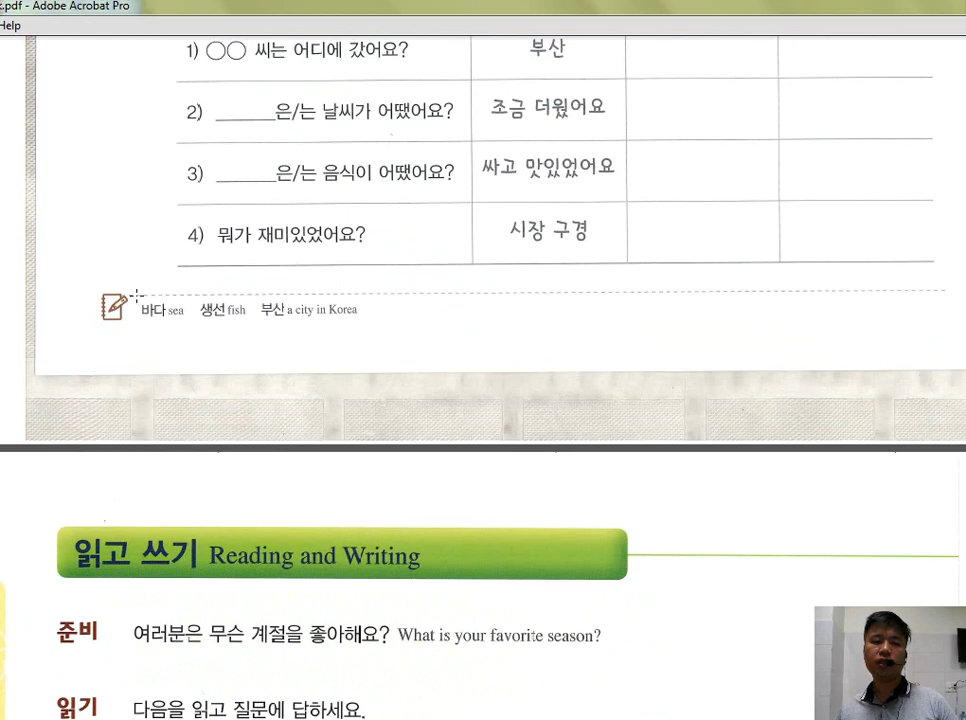 .pdf - Adobe Acrobat Pro
Help
1) ○○ 씨는 어디에 갔어요? 부산
2) ______은/는 날씨가 어땠어요? 조금 더웠어요
3) ______은/는 음식이 어땠어요? 싸고 맛있었어요
4) 뭐가 재미있었어요? 시장 구경
바다 sea 생선 fish 부산 a city in Korea
읽고 쓰기 Reading and Writing
준비 여러분은 무슨 계절을 좋아해요? What is your favorite season?
읽기 다음을 읽고 질문에 답하세요.